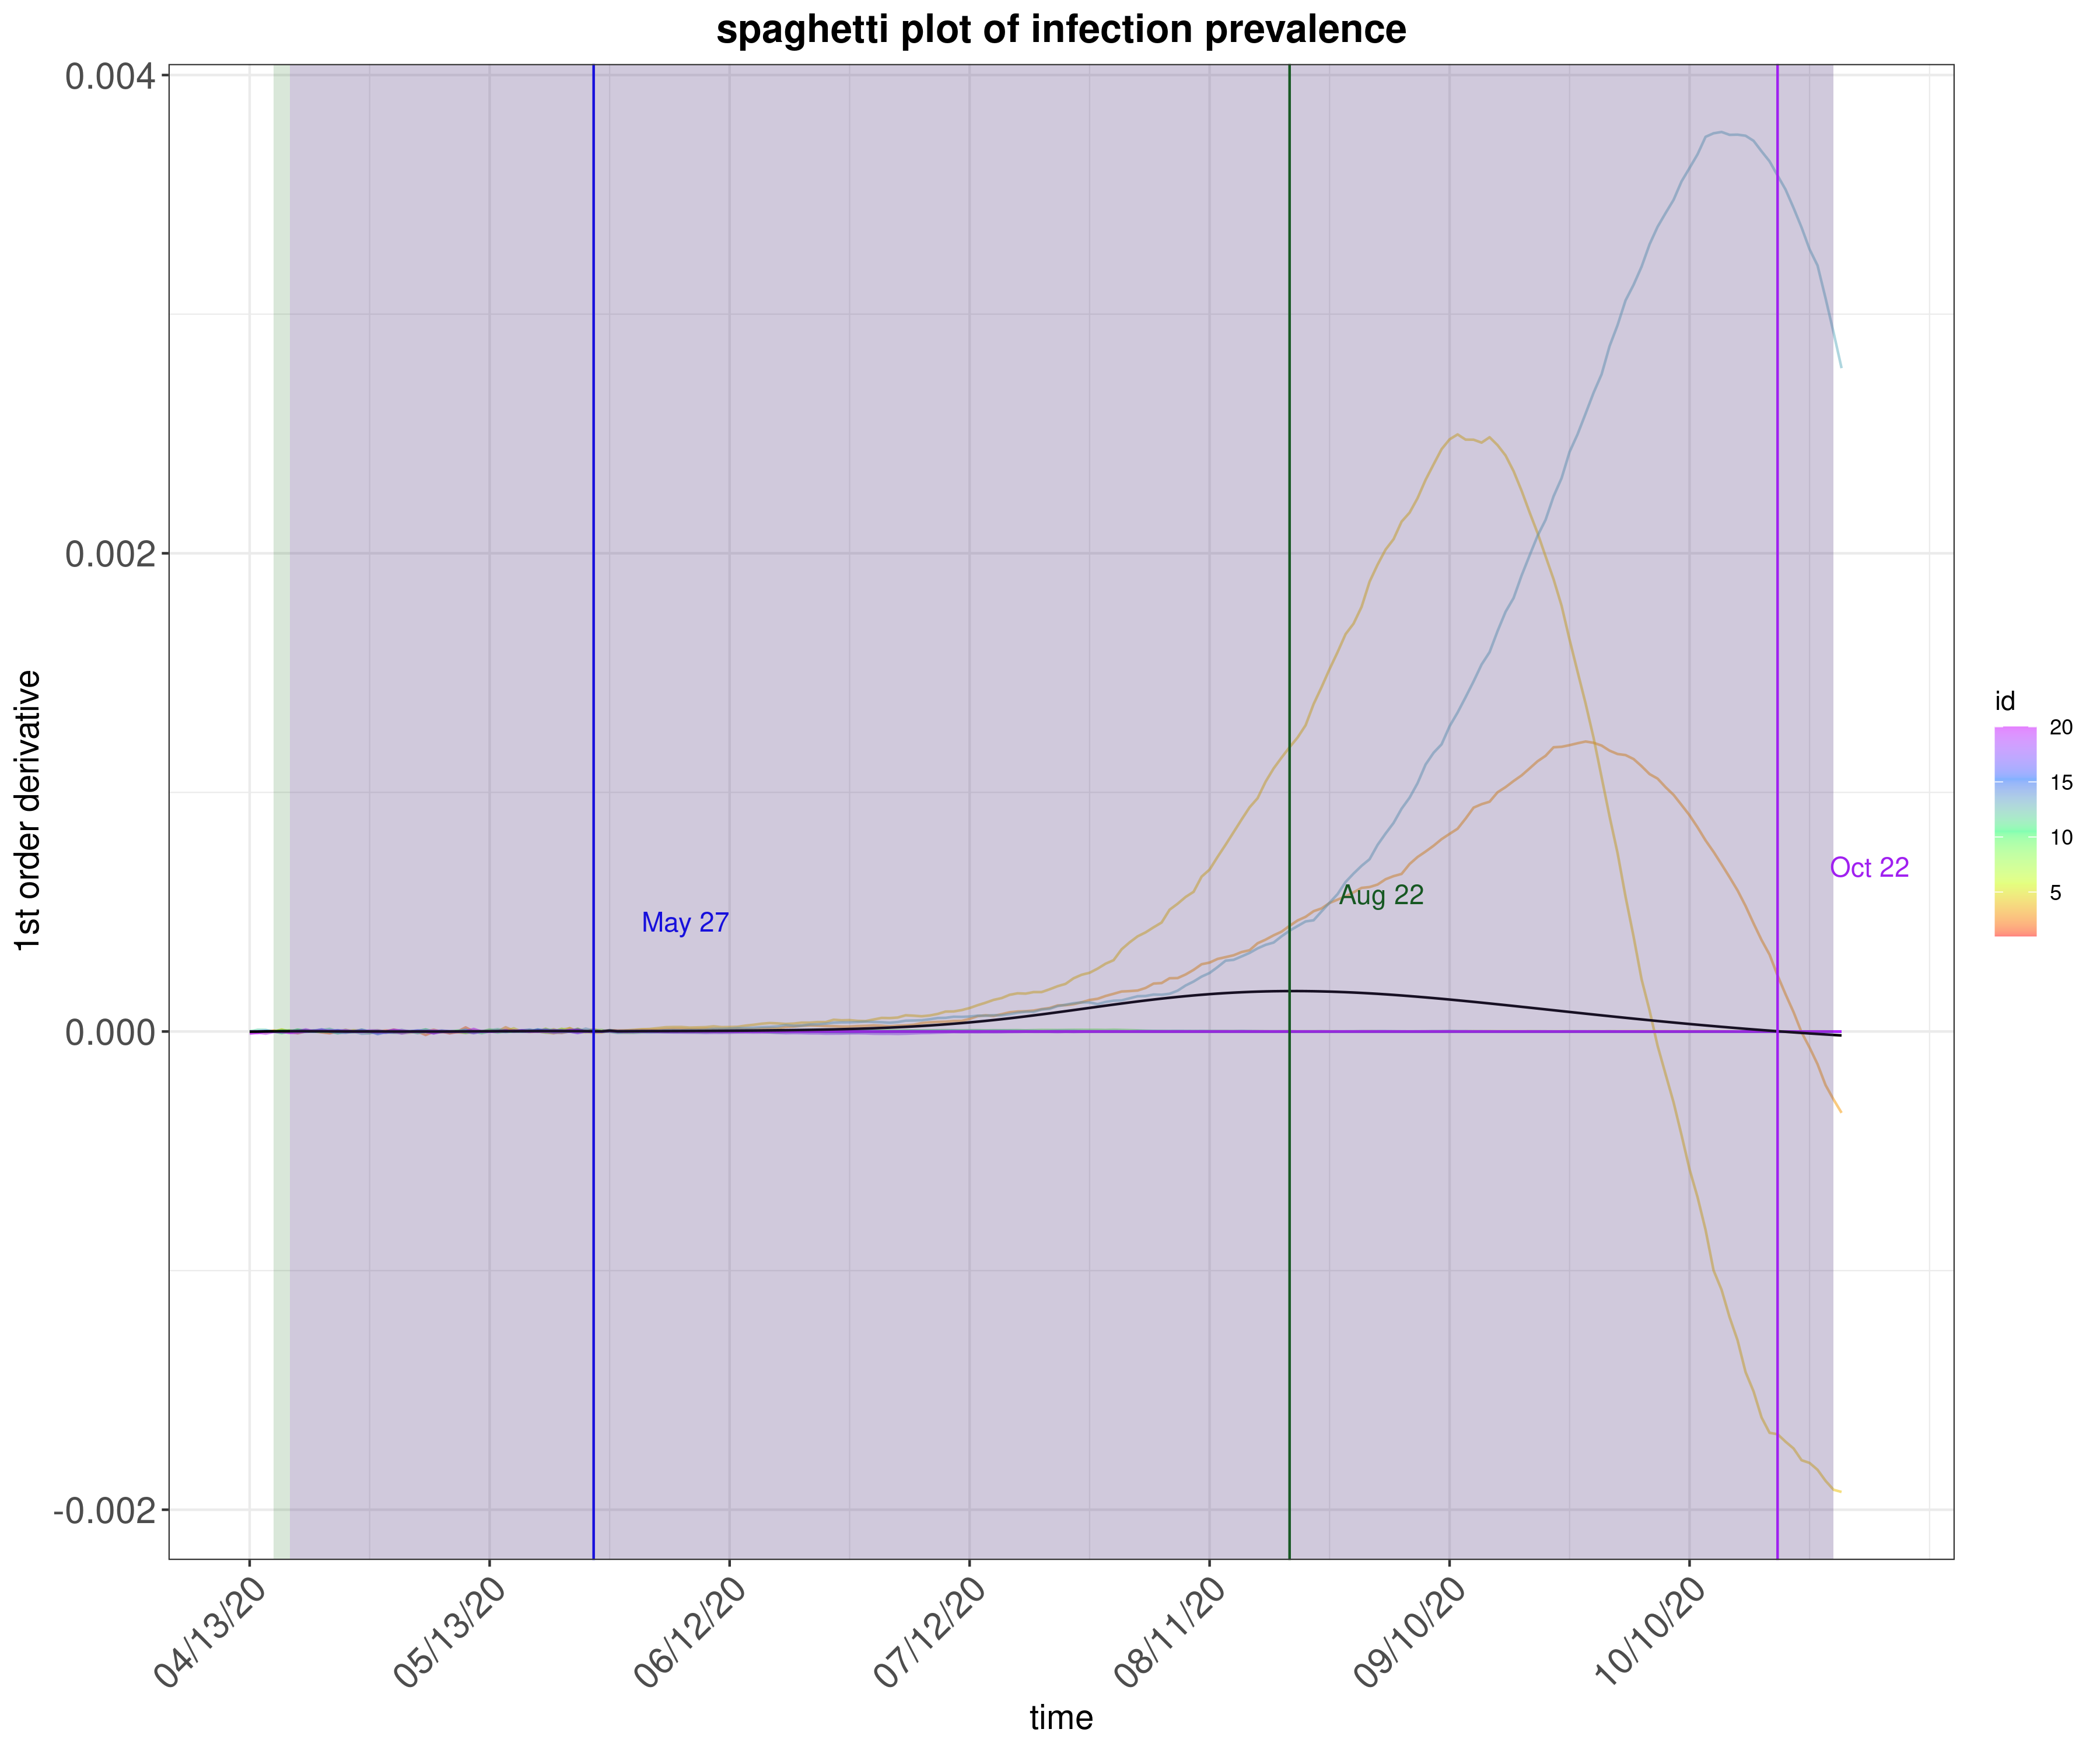 spaghetti plot of infection prevalence
0.004
0.002
0.000
-0.002
1st order derivative
May 27
Aug 22
Oct 22
id
20
15
10
5
04/13/20
05/13/20
06/12/20
07/12/20
08/11/20
09/10/20
10/10/20
time